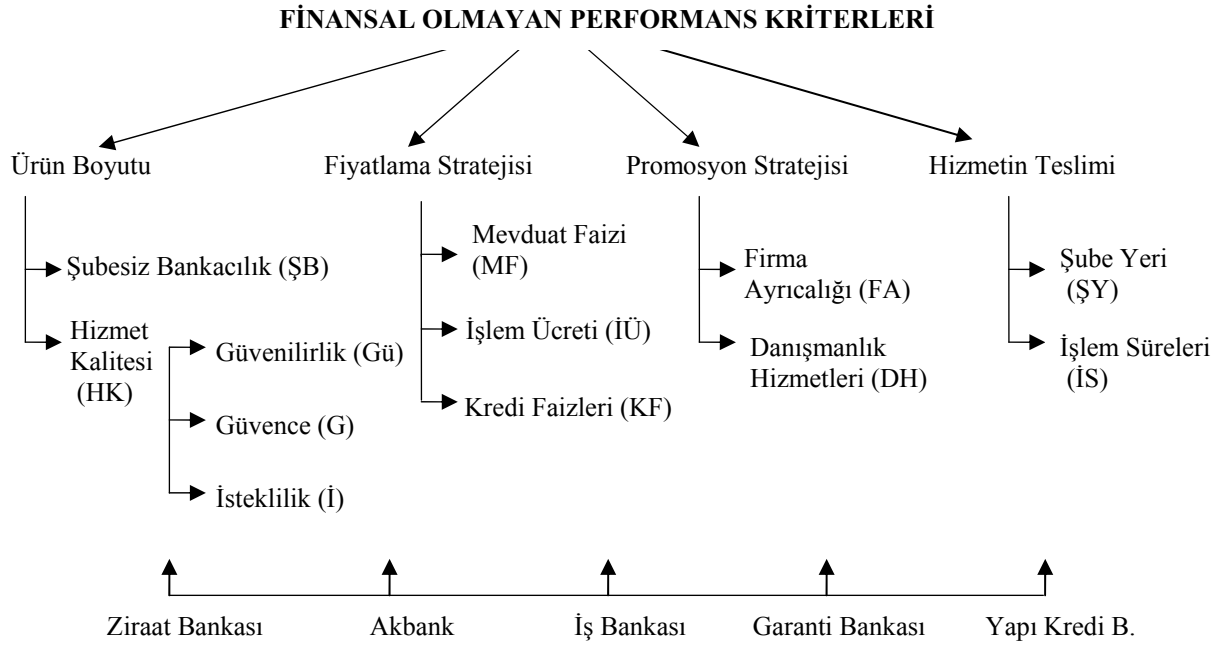 FİNANSAL OLMAYAN PERFORMANS KRİTERLERİ
Ürün Boyutu
Fiyatlama Stratejisi
Promosyon Stratejisi
Hizmetin Teslimi
Şubesiz Bankacılık (ŞB)
Hizmet
Kalitesi
(HK)
Güvenilirlik (Gü)
Güvence (G)
İsteklilik (İ)
Mevduat Faizi
(MF)
İşlem Ücreti (İÜ)
Kredi Faizleri (KF)
Firma
Ayrıcalığı (FA)
Danışmanlık
Hizmetleri (DH)
Şube Yeri
(ŞY)
İşlem Süreleri
(İS)
Ziraat Bankası
Akbank
İş Bankası
Garanti Bankası
Yapı Kredi B.